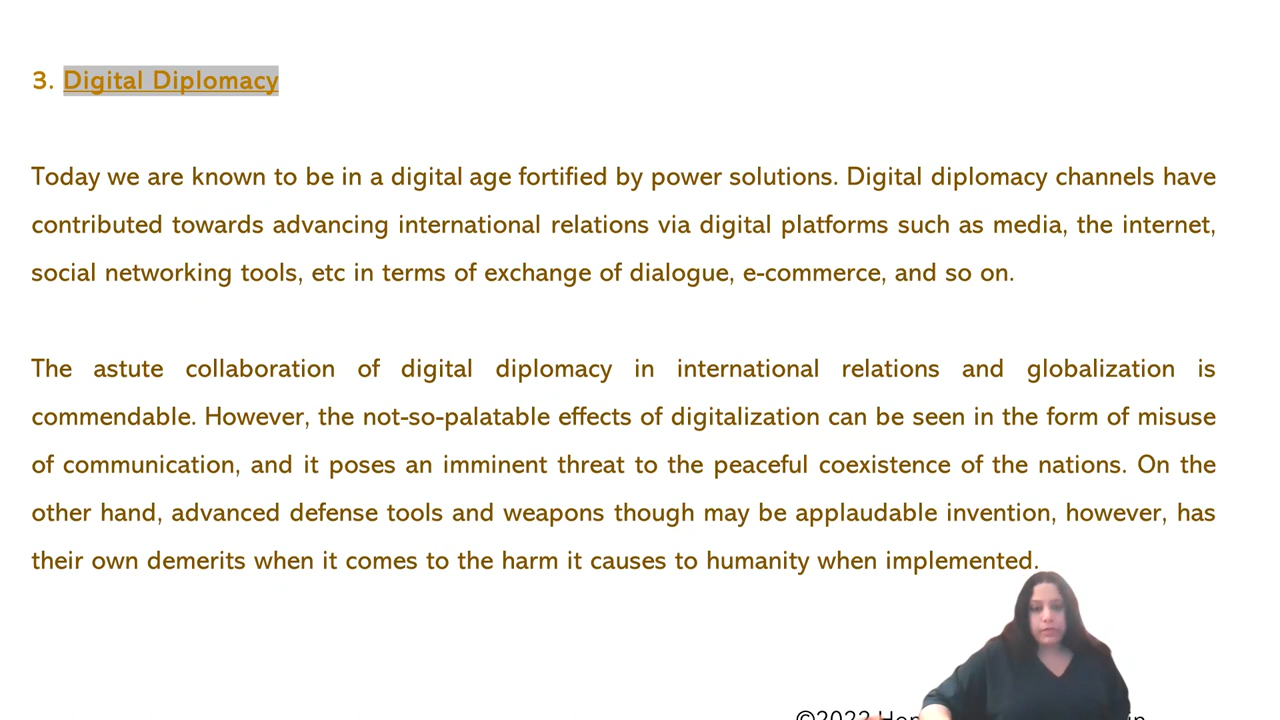 3. Digital Diplomacy
Today we are known to be in a digital age fortified by power solutions. Digital diplomacy channels have
contributed towards advancing international relations via digital platforms such as media, the internet,
social networking tools, etc in terms of exchange of dialogue, e-commerce, and so on.
The astute collaboration of digital diplomacy in international relations and globalization is
commendable. However, the not-so-palatable effects of digitalization can be seen in the form of misuse
of communication, and it poses an imminent threat to the peaceful coexistence of the nations. On the
other hand, advanced defense tools and weapons though may be applaudable invention, however, has
their own demerits when it comes to the harm it causes to humanity when implemented.